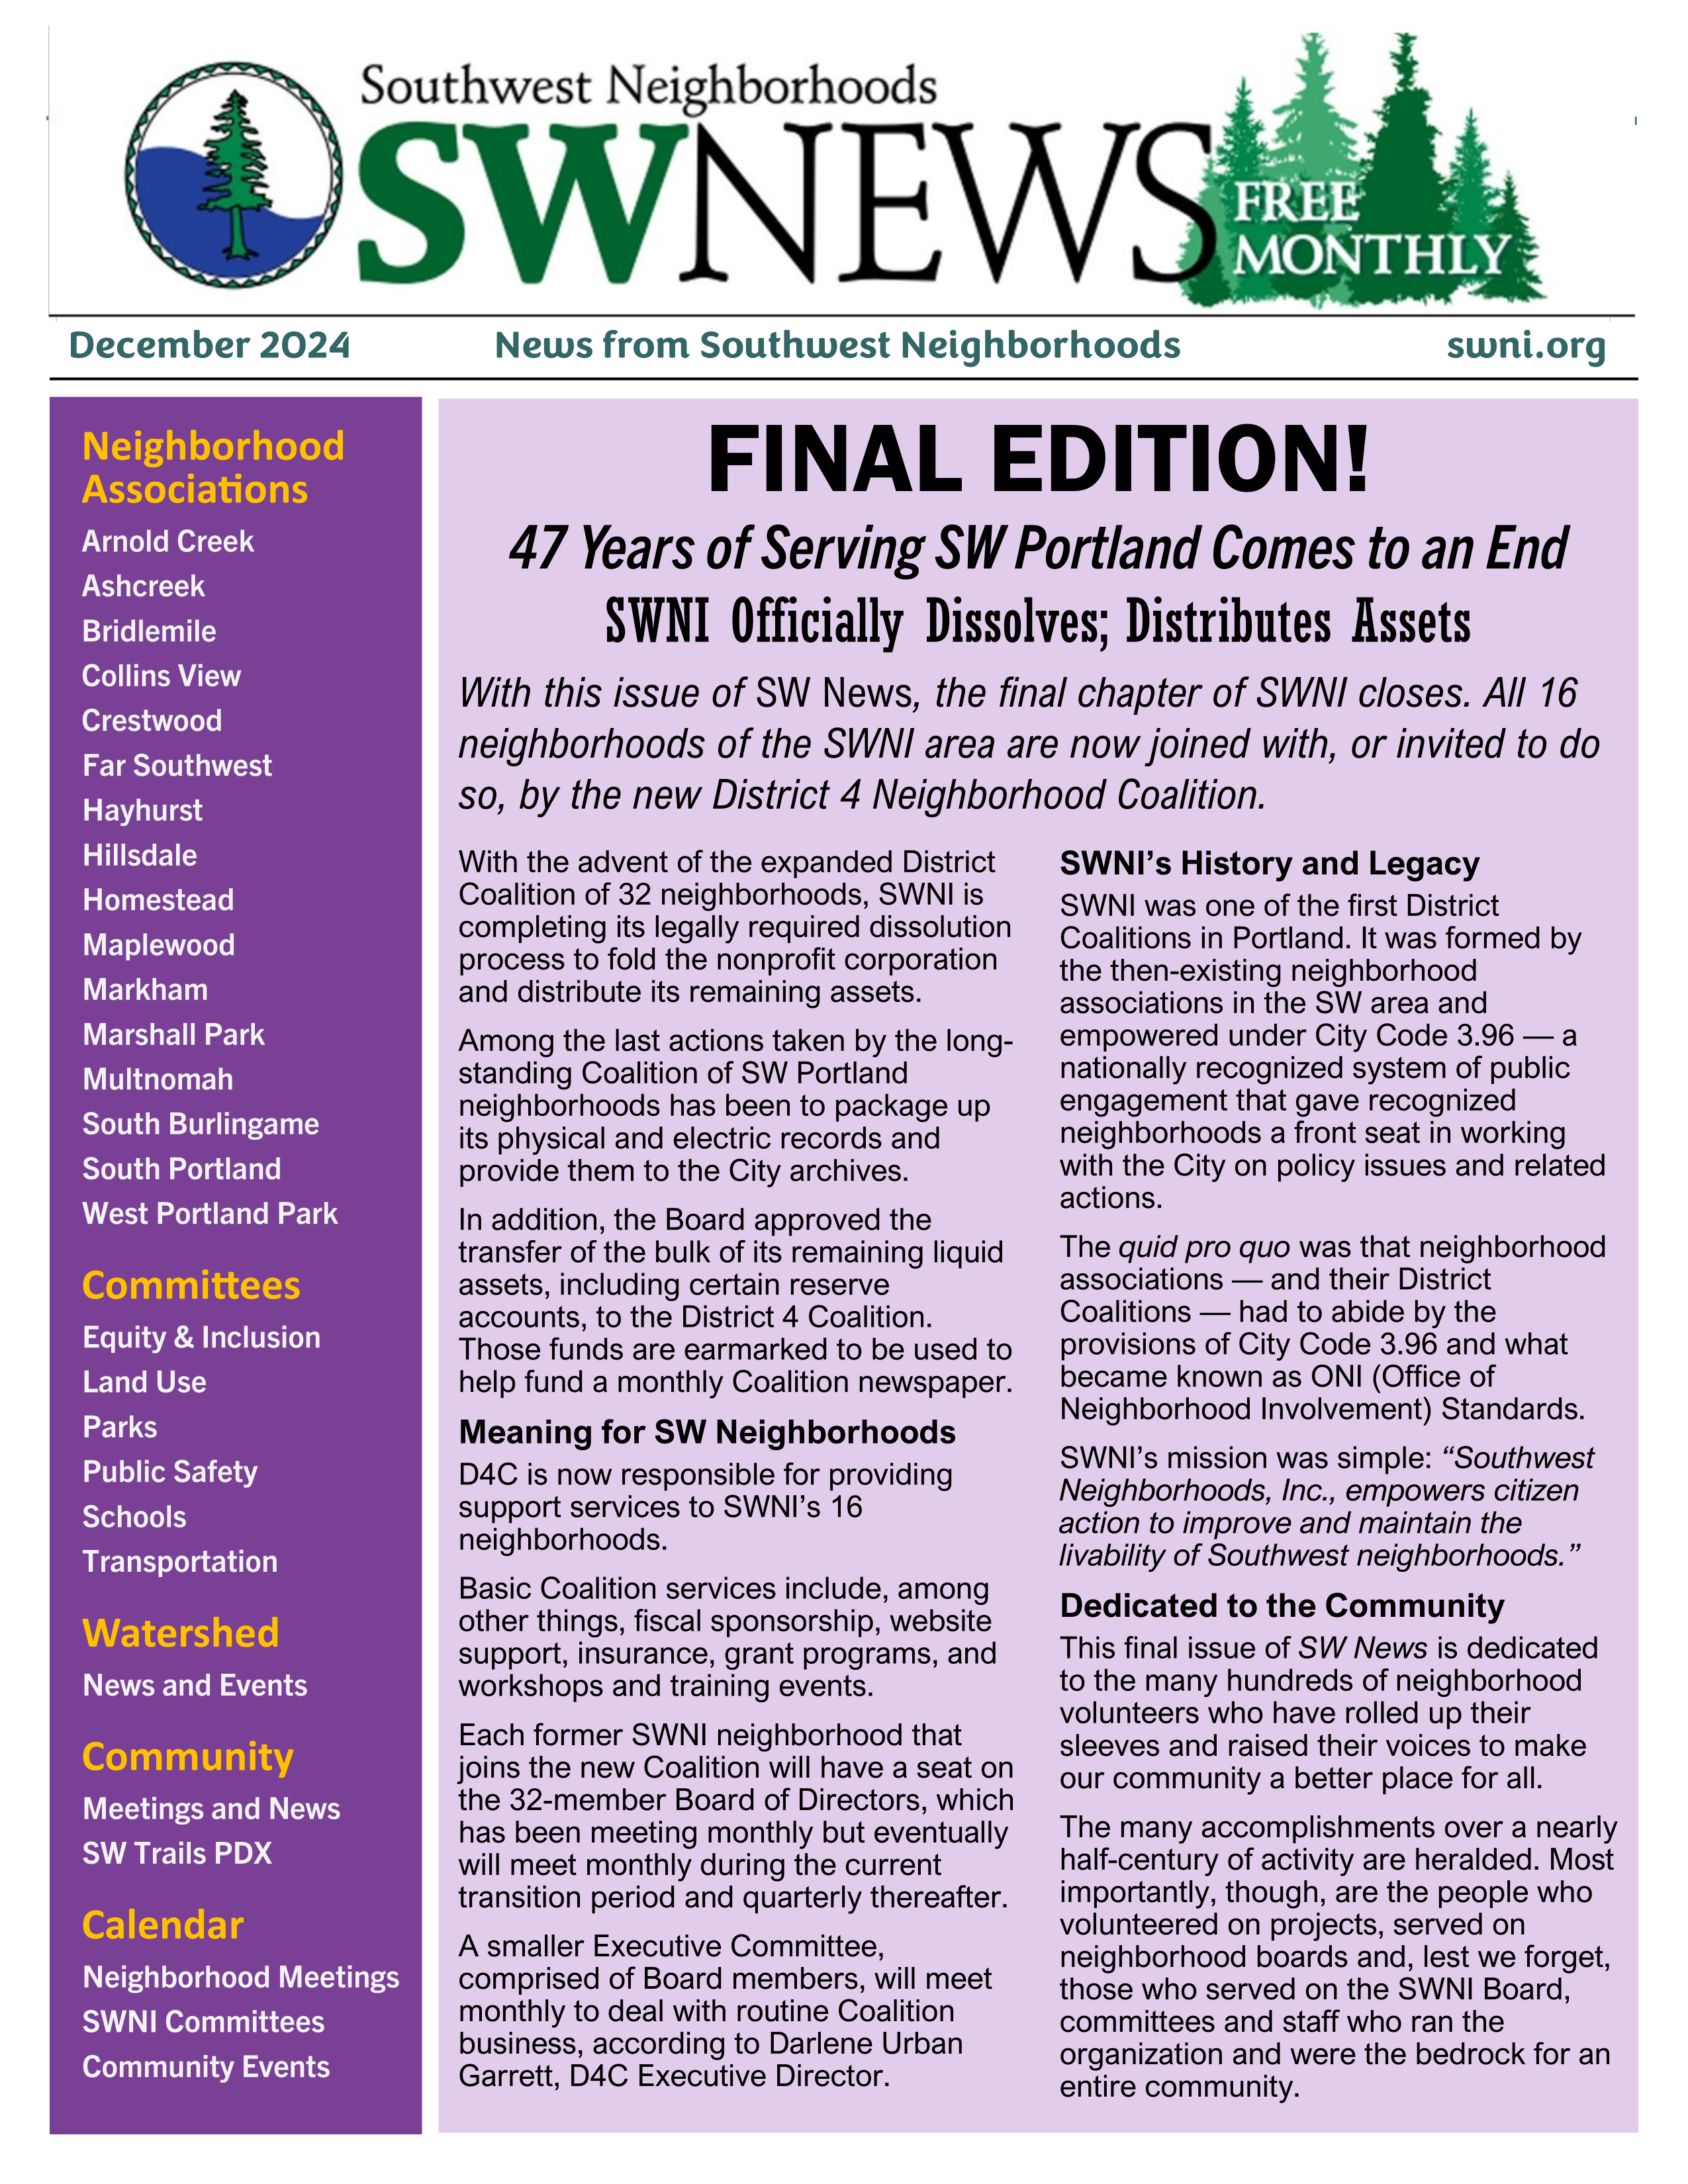 Southwest Neighborhoods
SWNEWS
FREE
MONTHLY
December 2024
News from Southwest Neighborhoods
swni.org
Neighborhood
Associations
Arnold Creek
Ashcreek
Bridlemile
Collins View
Crestwood
Far Southwest
Hayhurst
Hillsdale
Homestead
Maplewood
Markham
Marshall Park
Multnomah
South Burlingame
South Portland
West Portland Park
Committees
Equity & Inclusion
Land Use
Parks
Public Safety
Schools
Transportation
Watershed
News and Events
Community
Meetings and News
SW Trails PDX
Calendar
Neighborhood Meetings
SWNI Committees
Community Events
FINAL EDITION!
47 Years of Serving SW Portland Comes to an End
SWNI Officially Dissolves; Distributes Assets
With this issue of SW News, the final chapter of SWNI closes. All 16
neighborhoods of the SWNI area are now joined with, or invited to do
so, by the new District 4 Neighborhood Coalition.
With the advent of the expanded District
Coalition of 32 neighborhoods, SWNI is
completing its legally required dissolution
process to fold the nonprofit corporation
and distribute its remaining assets.
Among the last actions taken by the long-
standing Coalition of SW Portland
neighborhoods has been to package up
its physical and electric records and
provide them to the City archives.
In addition, the Board approved the
transfer of the bulk of its remaining liquid
assets, including certain reserve
accounts, to the District 4 Coalition.
Those funds are earmarked to be used to
help fund a monthly Coalition newspaper.
Meaning for SW Neighborhoods
D4C is now responsible for providing
support services to SWNI’s 16
neighborhoods.
Basic Coalition services include, among
other things, fiscal sponsorship, website
support, insurance, grant programs, and
workshops and training events.
Each former SWNI neighborhood that
joins the new Coalition will have a seat on
the 32-member Board of Directors, which
has been meeting monthly but eventually
will meet monthly during the current
transition period and quarterly thereafter.
A smaller Executive Committee,
comprised of Board members, will meet
monthly to deal with routine Coalition
business, according to Darlene Urban
Garrett, D4C Executive Director.
SWNI’s History and Legacy
SWNI was one of the first District
Coalitions in Portland. It was formed by
the then-existing neighborhood
associations in the SW area and
empowered under City Code 3.96 — a
nationally recognized system of public
engagement that gave recognized
neighborhoods a front seat in working
with the City on policy issues and related
actions.
The quid pro quo was that neighborhood
associations — and their District
Coalitions — had to abide by the
provisions of City Code 3.96 and what
became known as ONI (Office of
Neighborhood Involvement) Standards.
SWNI’s mission was simple: “Southwest
Neighborhoods, Inc., empowers citizen
action to improve and maintain the
livability of Southwest neighborhoods.”
Dedicated to the Community
This final issue of SW News is dedicated
to the many hundreds of neighborhood
volunteers who have rolled up their
sleeves and raised their voices to make
our community a better place for all.
The many accomplishments over a nearly
half-century of activity are heralded. Most
importantly, though, are the people who
volunteered on projects, served on
neighborhood boards and, lest we forget,
those who served on the SWNI Board,
committees and staff who ran the
organization and were the bedrock for an
entire community.